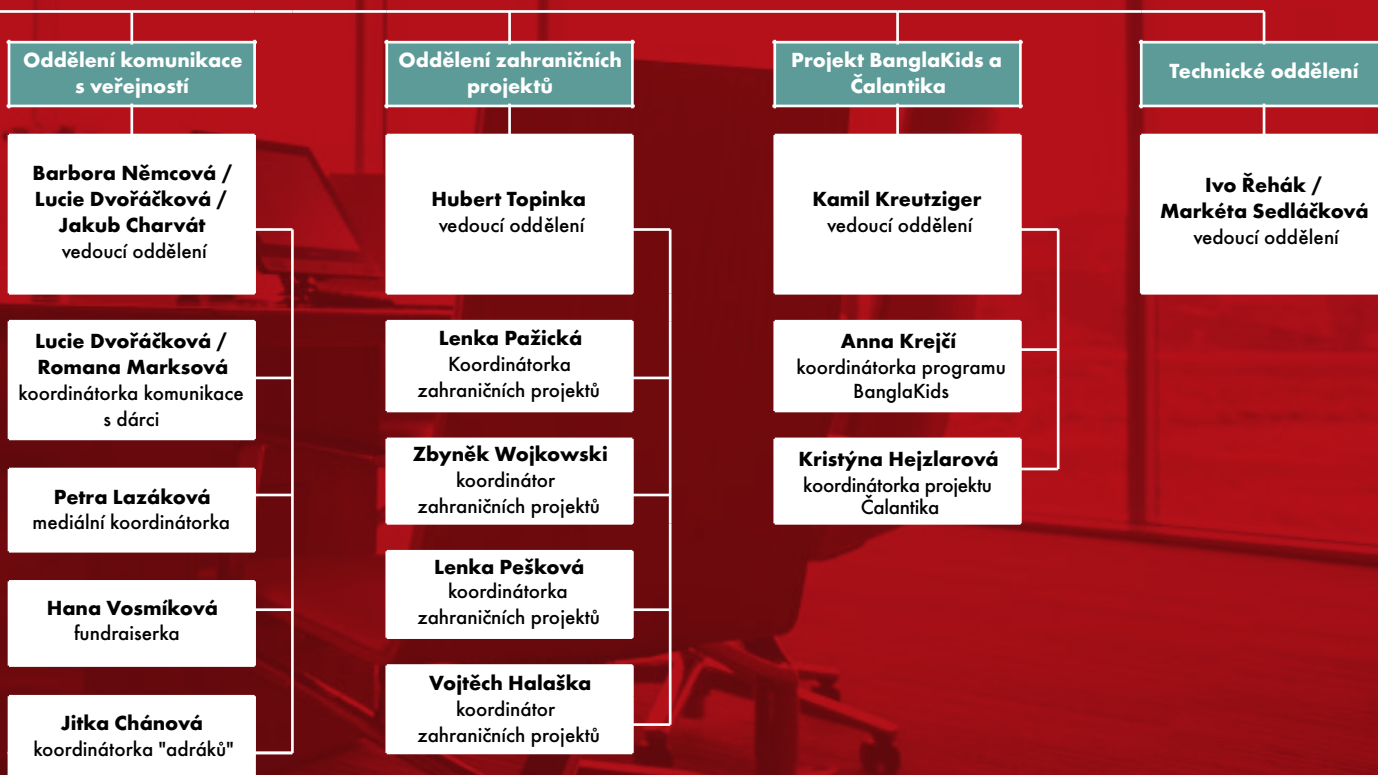 Oddělení komunikace
s veřejností
Barbora Němcová /
Lucie Dvořáčková /
Jakub Charvát
vedoucí oddělení
Lucie Dvořáčková /
Romana Marksová
koordinátorka komunikace
s dárci
Petra Lazáková
mediální koordinátorka
Hana Vosmíková
fundraiserka
Jitka Chánová
koordinátorka "adráků"
Oddělení zahraničních
projektů
Hubert Topinka
vedoucí oddělení
Lenka Pažická
Koordinátorka
zahraničních projektů
Zbyněk Wojkowski
koordinátor
zahraničních projektů
Lenka Pešková
koordinátorka
zahraničních projektů
Vojtěch Halaška
koordinátor
zahraničních projektů
Projekt BanglaKids a
Čalantika
Kamil Kreutziger
vedoucí oddělení
Anna Krejčí
koordinátorka programu
BanglaKids
Kristýna Hejzlarová
koordinátorka projektu
Čalantika
Technické oddělení
Ivo Řehák /
Markéta Sedláčková
vedoucí oddělení